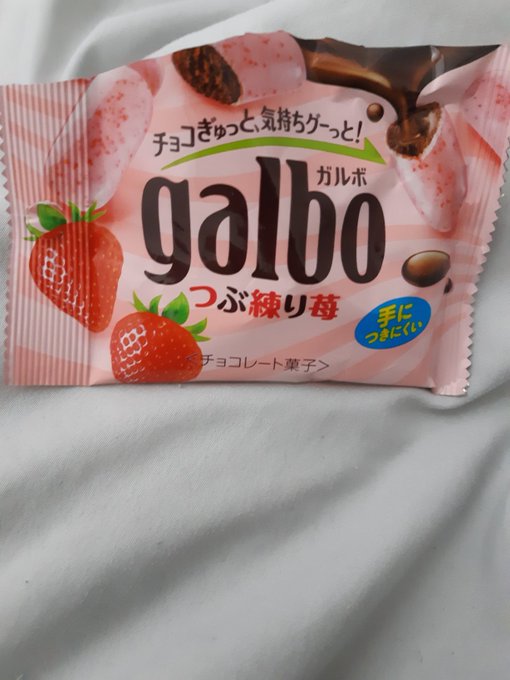 チョコぎゅっと、気持ちグーっと!
ガルボ
galbo
つぶ練り苺
手に
つきにくい
<チョコレート菓子>